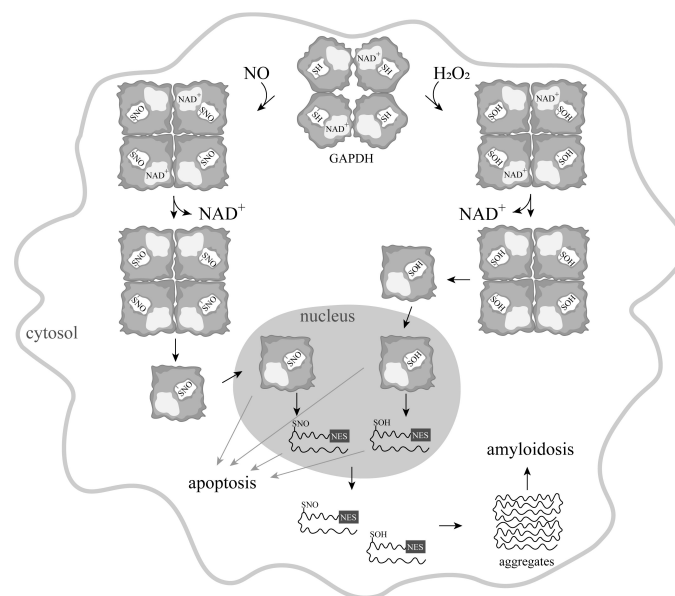 NO
SH
NAD⁺
SH
H₂O₂
SH
NAD⁺
SH
GAPDH
SNO
NAD⁺
SNO
SNO
NAD⁺
SNO
SOH
NAD⁺
SOH
SOH
NAD⁺
SOH
NAD⁺
NAD⁺
SNO
SNO
SNO
SNO
SOH
SOH
SOH
SOH
SOH
cytosol
nucleus
SNO
SNO
SOH
SNO
NES
SOH
NES
apoptosis
amyloidosis
SNO
NES
SOH
NES
aggregates